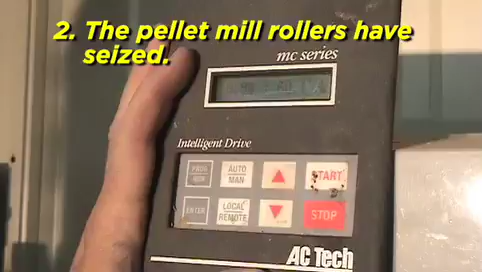 2. The pellet mill rollers have
seized.
mc series
Intelligent Drive
PROG
RUN
AUTO
MAN
START
ENTER
LOCAL
REMOTE
STOP
AC Tech